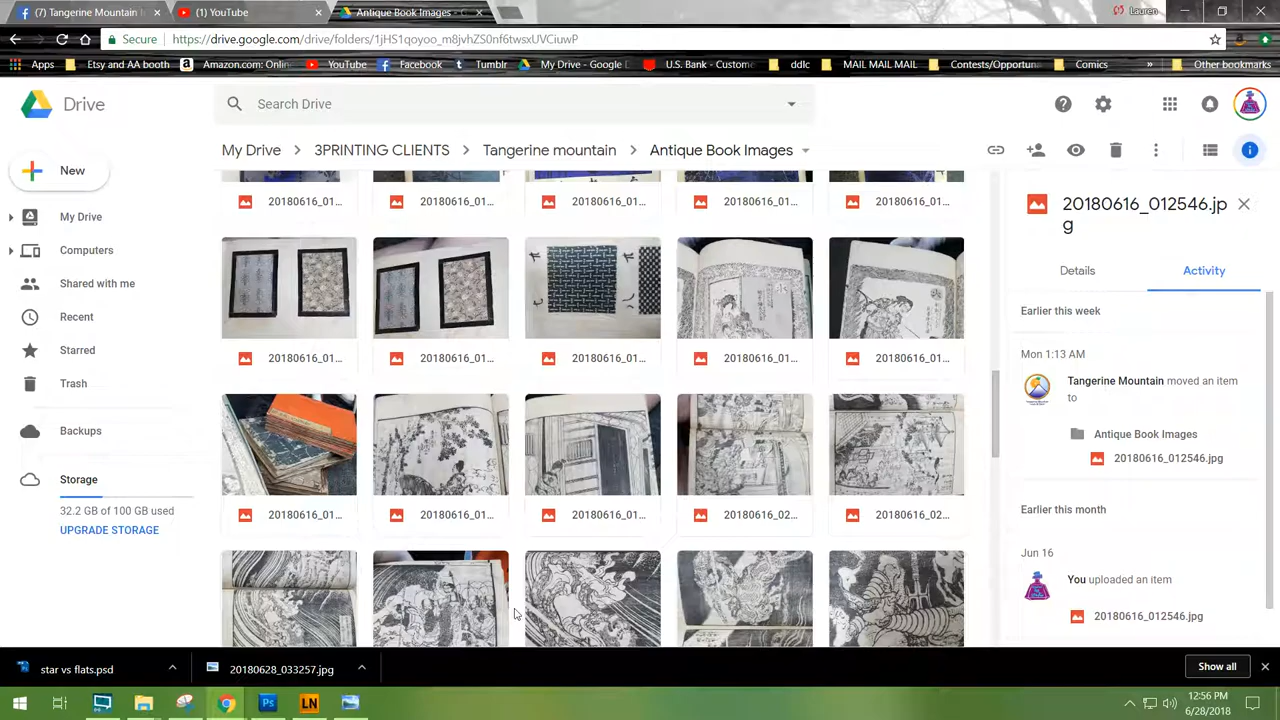 (7) Tangerine Mountain
(1) YouTube
Antique Book Images -
Lauren
Secure
https://drive.google.com/drive/folders/1jHS1qoyoo_m8jvhZS0nf6twsxUVCiuwP
Apps
Etsy and AA booth
Amazon.com: Onli
YouTube
Facebook
Tumblr
My Drive - Google
U.S. Bank - Custome
ddlc
MAIL MAIL MAIL
Contests/Opportun
Comics
»
Other bookmarks
Drive
Search Drive
New
My Drive
Computers
Shared with me
Recent
Starred
Trash
Backups
Storage
32.2 GB of 100 GB used
UPGRADE STORAGE
My Drive > 3PRINTING CLIENTS > Tangerine mountain > Antique Book Images
20180616_01... 20180616_01... 20180616_01... 20180616_01... 20180616_01...
20180616_01... 20180616_01... 20180616_01... 20180616_01... 20180616_01...
20180616_01... 20180616_01... 20180616_01... 20180616_02... 20180616_02...
20180616_012546.jp
g
Details
Activity
Earlier this week
Mon 1:13 AM
Tangerine Mountain moved an item
to
Antique Book Images
20180616_012546.jpg
Earlier this month
Jun 16
You uploaded an item
20180616_012546.jpg
star vs flats.psd
20180628_033257.jpg
Show all
Ps
LN
12:56 PM
6/28/2018